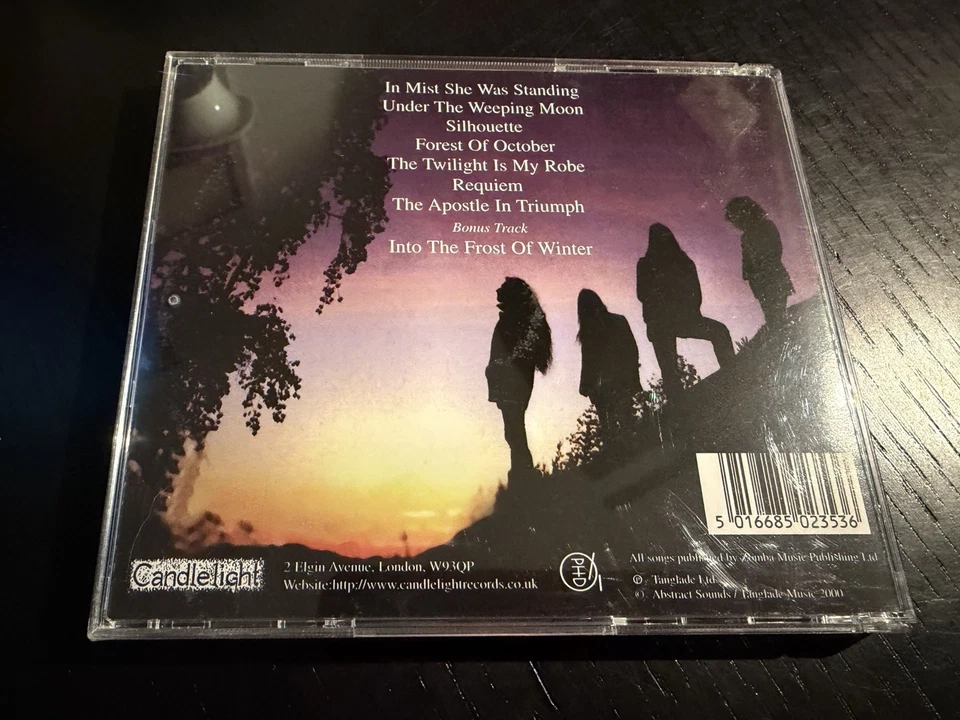 In Mist She Was Standing
Under The Weeping Moon
Silhouette
Forest Of October
The Twilight Is My Robe
Requiem
The Apostle In Triumph
Bonus Track
Into The Frost Of Winter
5 016685 023536
Candlelight
2 Elgin Avenue, London, W93QP
Website:http://www.candlelightrecords.co.uk
PHD
All songs published by Zomba Music Publishing Ltd
℗ Tanglade Ltd
© Abstract Sounds / Tanglade Music 2000